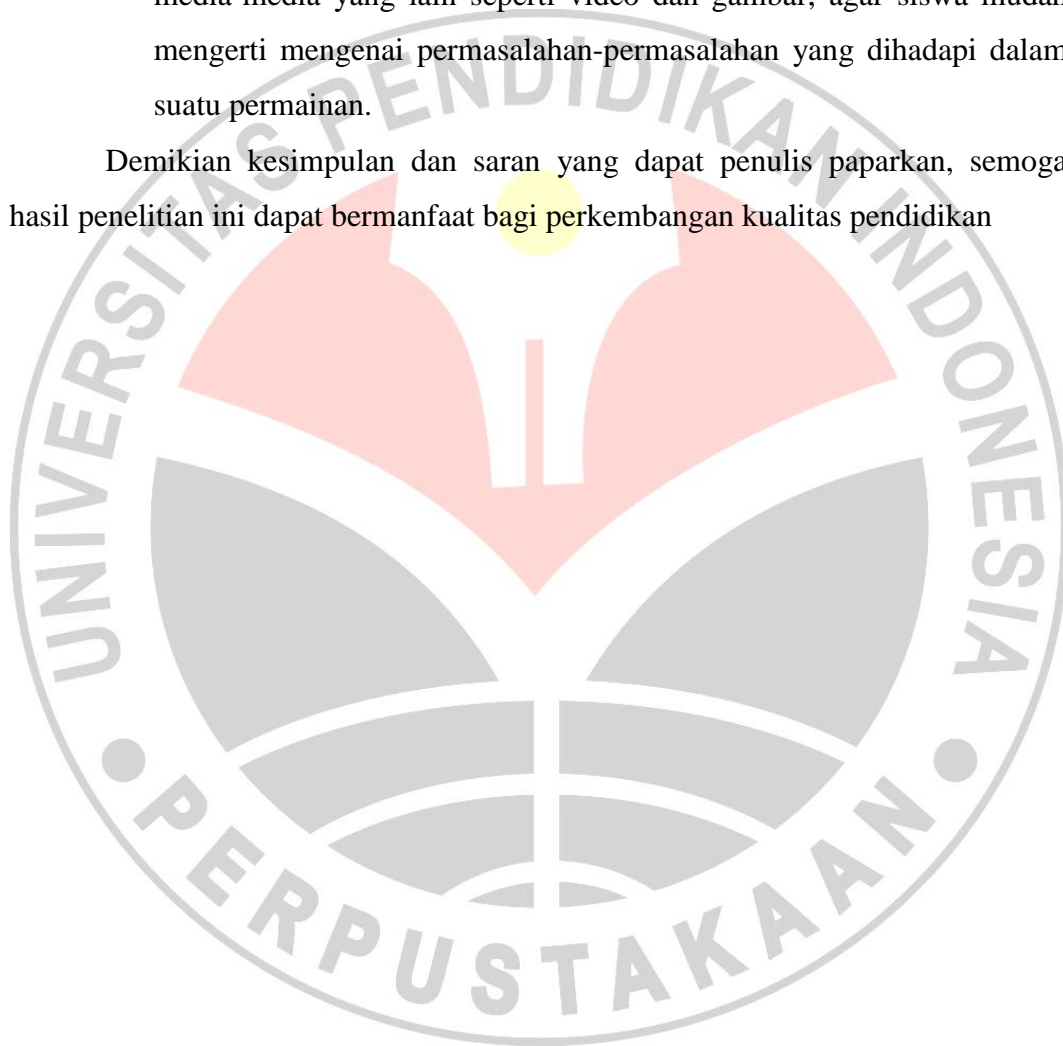 media-media yang lain seperti video dan gambar, agar siswa mudah
mengerti mengenai permasalahan-permasalahan yang dihadapi dalam
suatu permainan.
Demikian kesimpulan dan saran yang dapat penulis paparkan, semoga
hasil penelitian ini dapat bermanfaat bagi perkembangan kualitas pendidikan
UNIVERSITAS PENDIDIKAN INDONESIA
PERPUSTAKAAN